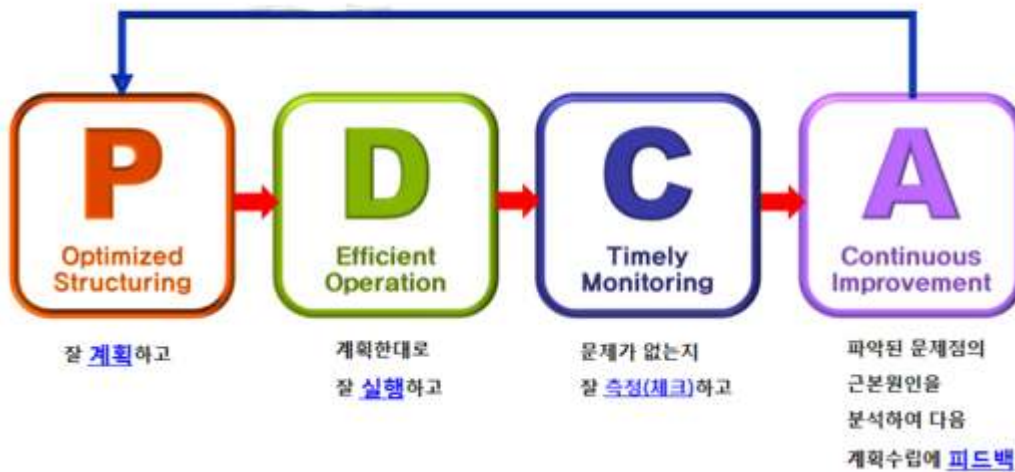 P
Optimized
Structuring
잘 계획하고
D
Efficient
Operation
계획한대로
잘 실행하고
C
Timely
Monitoring
문제가 없는지
잘 측정(체크)하고
A
Continuous
Improvement
파악된 문제점의
근본원인을
분석하여 다음
계획수립에 피드백